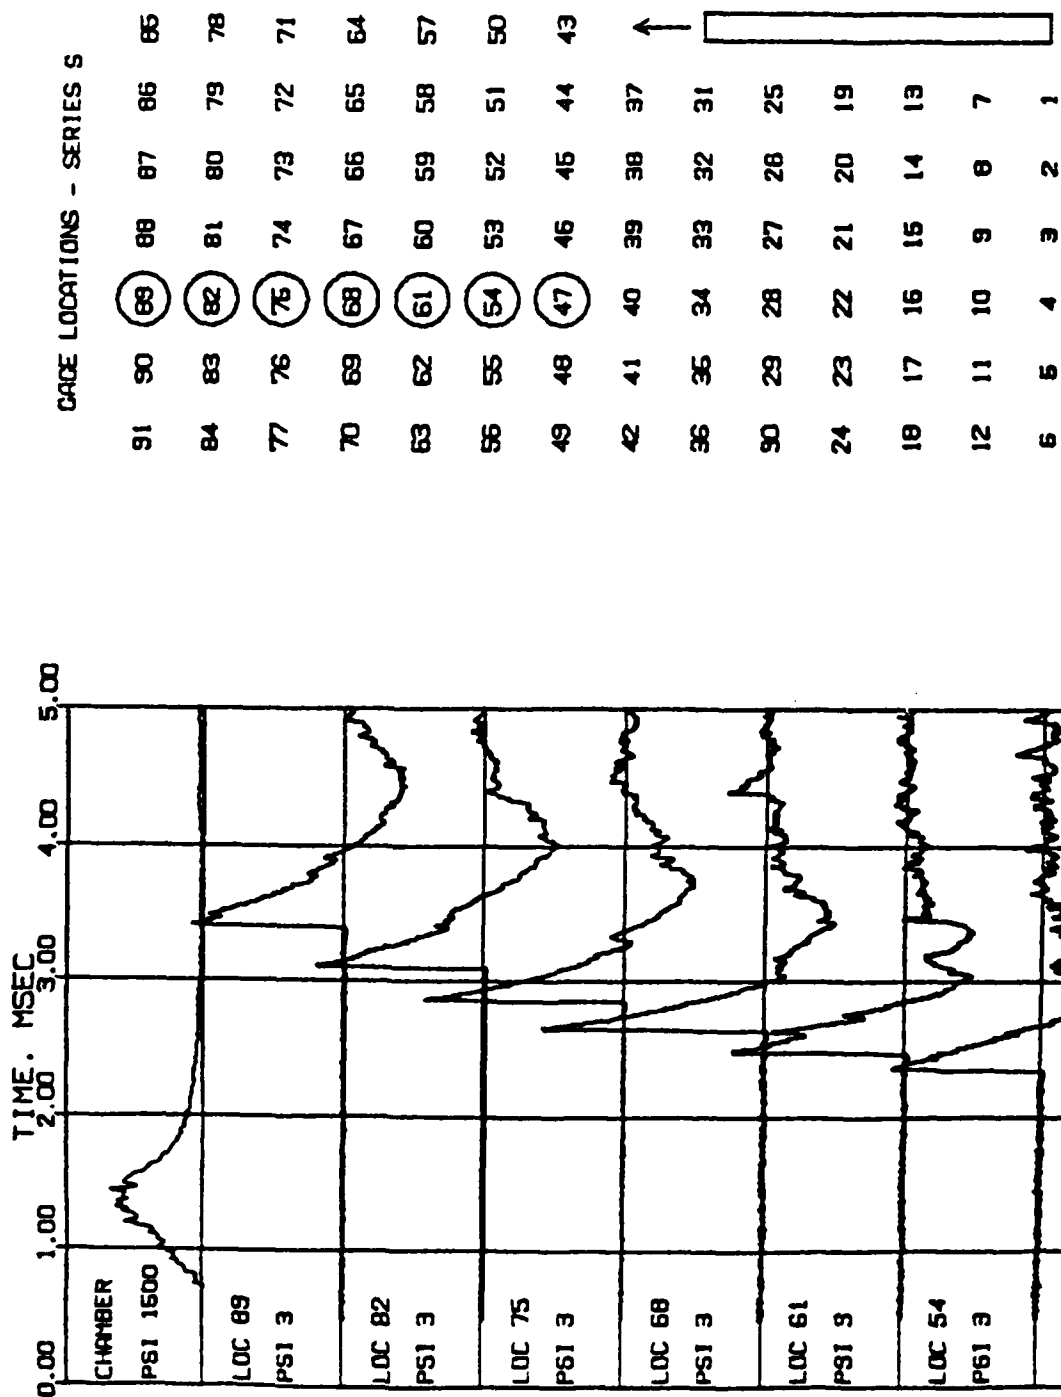 TIME. MSEC
0.00 1.00 2.00 3.00 4.00 5.00
CHAMBER
PSI 1500
LOC 89
PSI 3
LOC 82
PSI 3
LOC 75
PSI 3
LOC 68
PSI 3
LOC 61
PSI 3
LOC 54
PSI 3
GAGE LOCATIONS - SERIES S
91 90 89 88 87 86 85
84 83 82 81 80 79 78
77 76 75 74 73 72 71
70 69 68 67 66 65 64
63 62 61 60 59 58 57
56 55 54 53 52 51 50
49 48 47 46 45 44 43
42 41 40 39 38 37
36 35 34 33 32 31
30 29 28 27 26 25
24 23 22 21 20 19
18 17 16 15 14 13
12 11 10 9 8 7
6 5 4 3 2 1